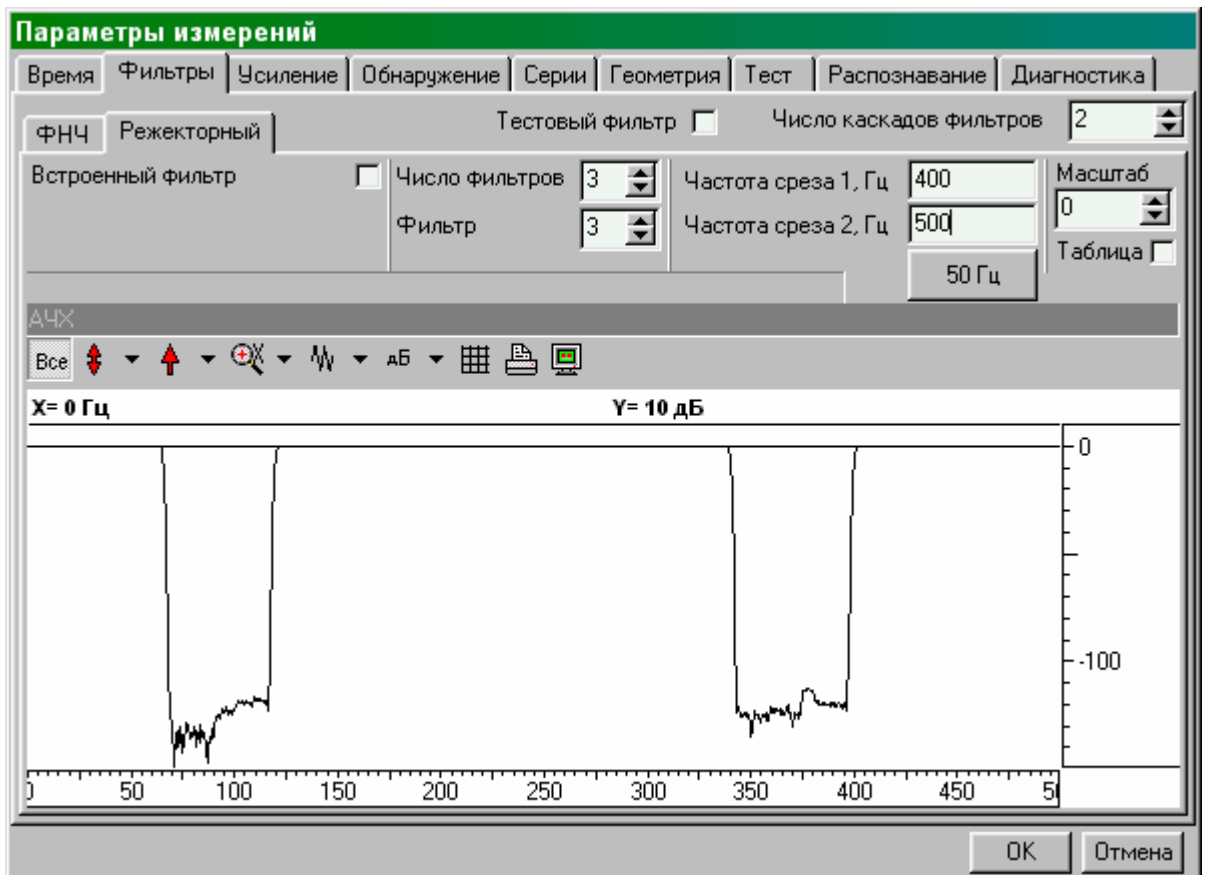 Параметры измерений
Время Фильтры Усиление Обнаружение Серии Геометрия Тест Распознавание Диагностика
ФНЧ Режекторный Тестовый фильтр Число каскадов фильтров 2
Встроенный фильтр Число фильтров 3 Частота среза 1, Гц 400 Масштаб
Фильтр 3 Частота среза 2, Гц 500 0
Таблица
50 Гц
АЧХ
Все дБ
X= 0 Гц Y= 10 дБ
0
-100
0 50 100 150 200 250 300 350 400 450
OK Отмена